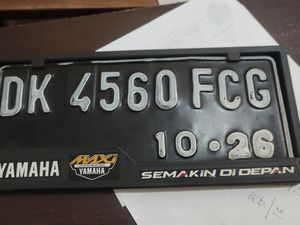 DK 4560 FCG
10·26
YAMAHA MAXI YAMAHA SEMAKIN Di DEPAN